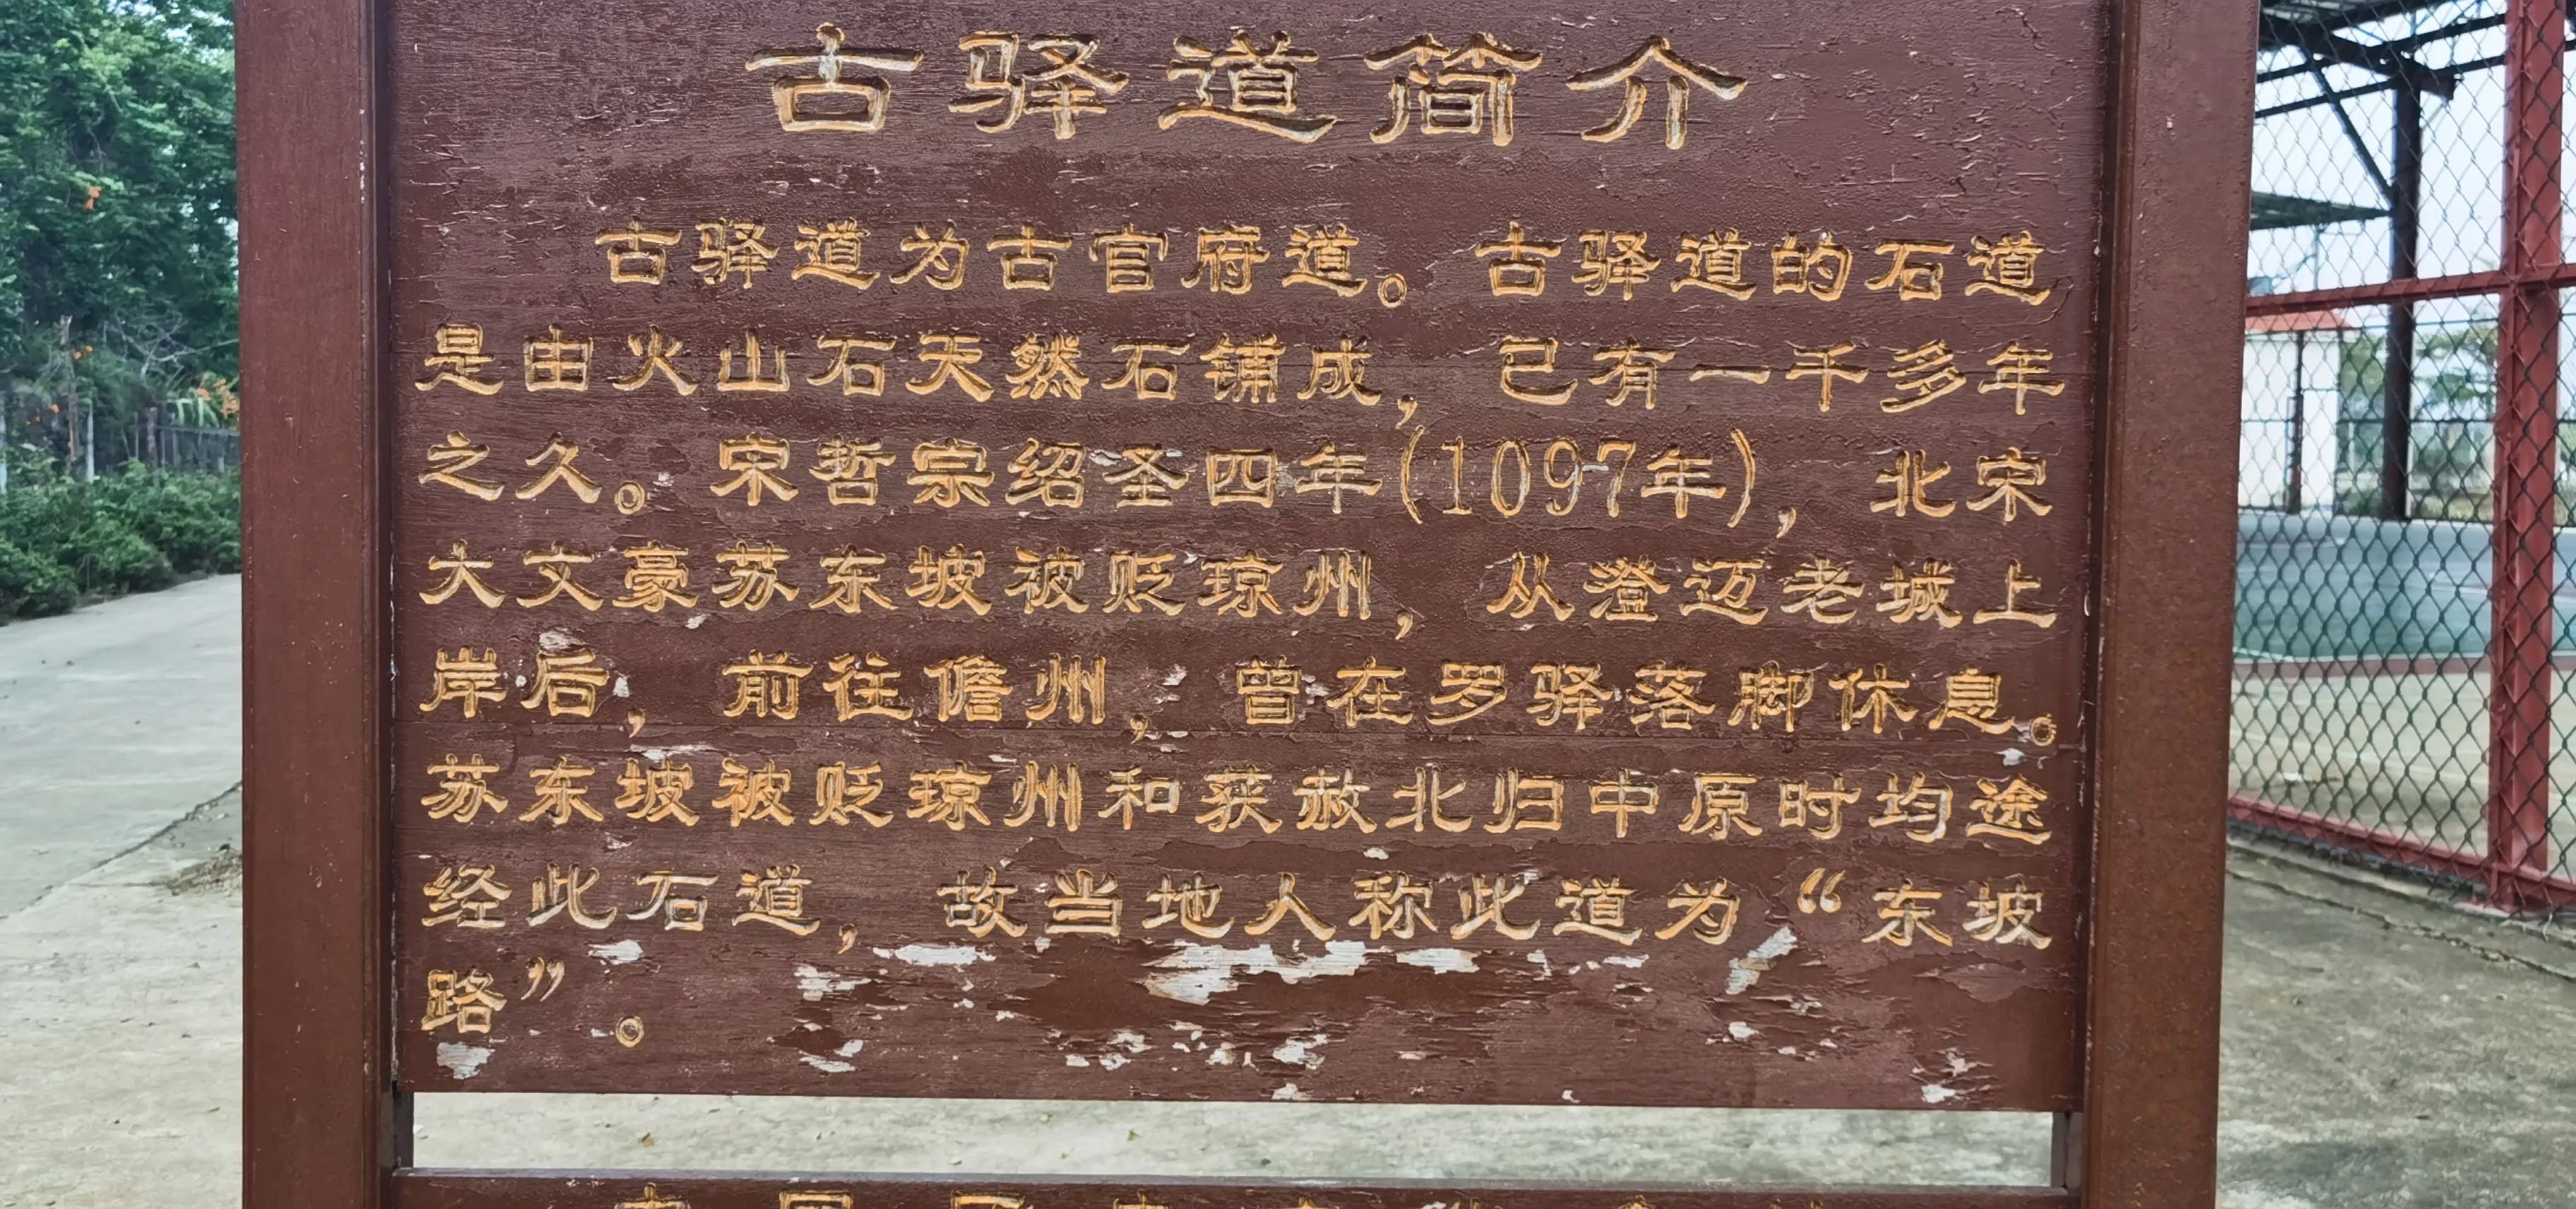 古驿道简介
古驿道为古官府道。古驿道的石道
是由火山石天然石铺成，已有一千多年
之久。宋哲宗绍圣四年(1097年)，北宋
大文豪苏东坡被贬琼州，从澄迈老城上
岸后，前往儋州，曾在罗驿落脚休息。
苏东坡被贬琼州和获赦北归中原时均途
经此石道，故当地人称此道为“东坡
路”。